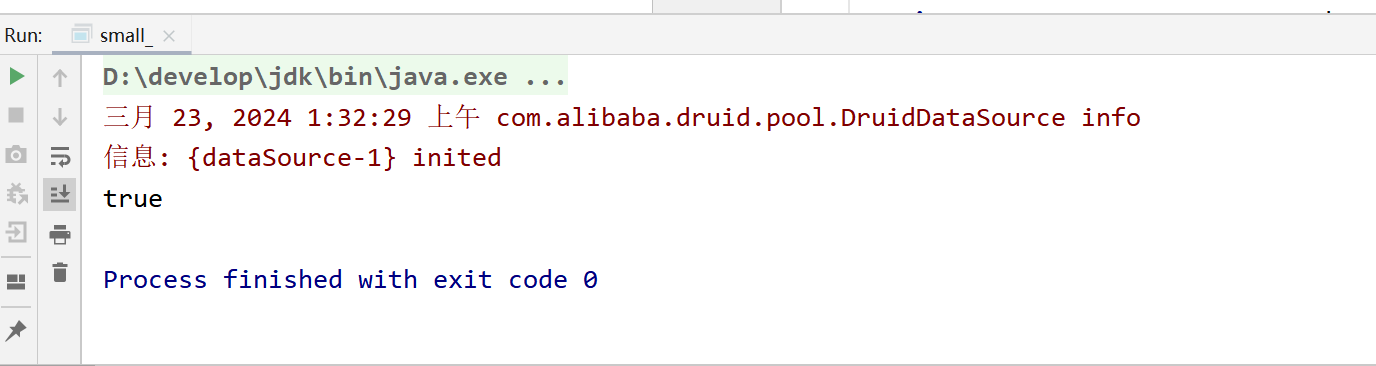 Run: small_
D:\develop\jdk\bin\java.exe ...
三月 23, 2024 1:32:29 上午 com.alibaba.druid.pool.DruidDataSource info
信息: {dataSource-1} inited
true
Process finished with exit code 0